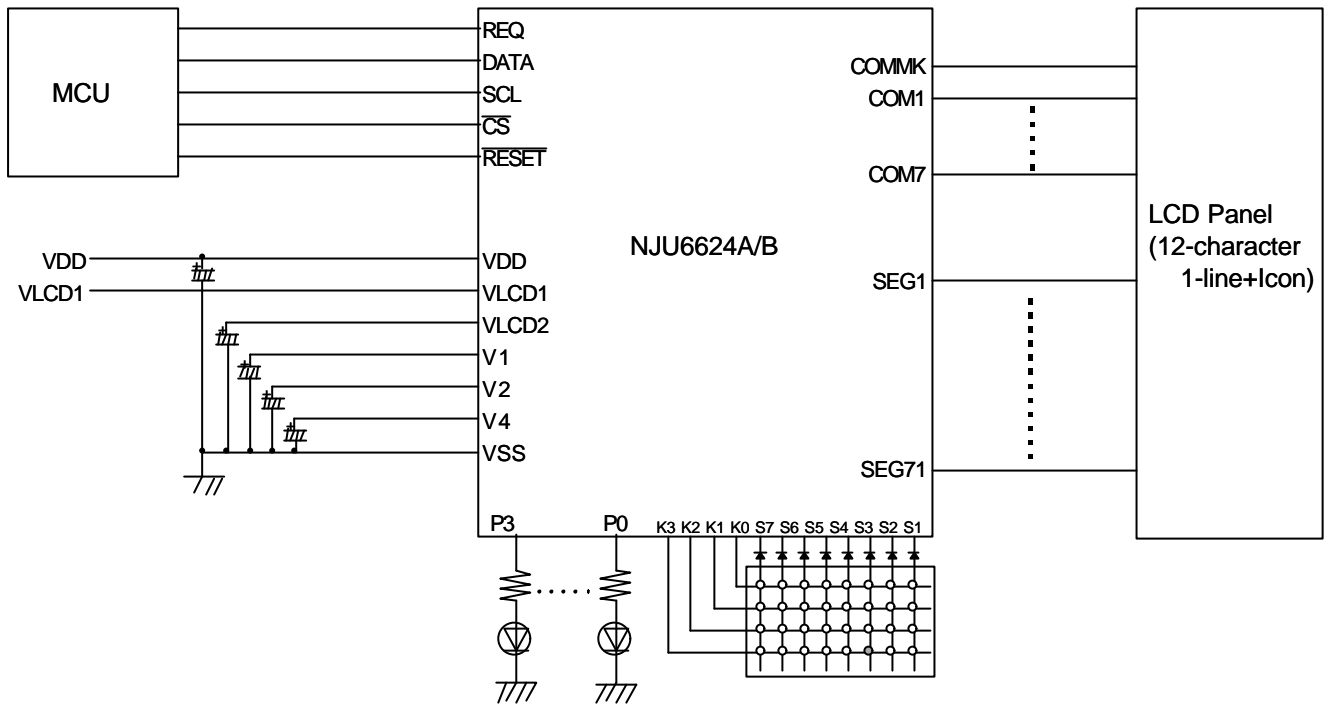 MCU
REQ
DATA
SCL
CS
RESET
VDD
VLCD1
VDD
VLCD1
VLCD2
V1
V2
V4
VSS
NJU6624A/B
COMMK
COM1
COM7
SEG1
SEG71
LCD Panel
(12-character
1-line+Icon)
P3
P0
K3 K2 K1 K0 S7 S6 S5 S4 S3 S2 S1